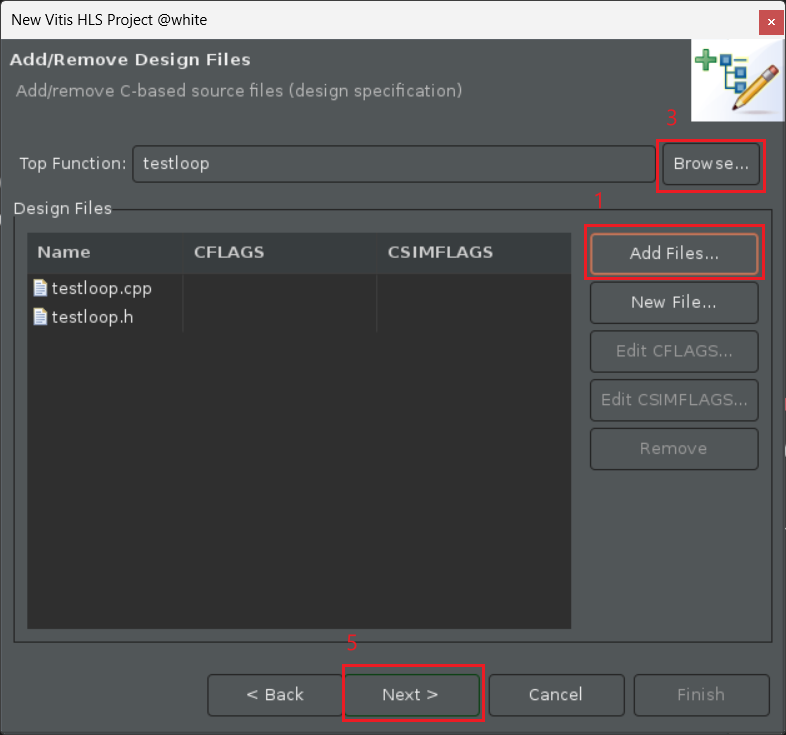 New Vitis HLS Project @white
Add/Remove Design Files
Add/remove C-based source files (design specification)
3
Top Function: testloop Browse...
1
Design Files
Name CFLAGS CSIMFLAGS
Add Files...
testloop.cpp
New File...
testloop.h
Edit CFLAGS...
Edit CSIMFLAGS...
Remove
5
< Back Next > Cancel Finish